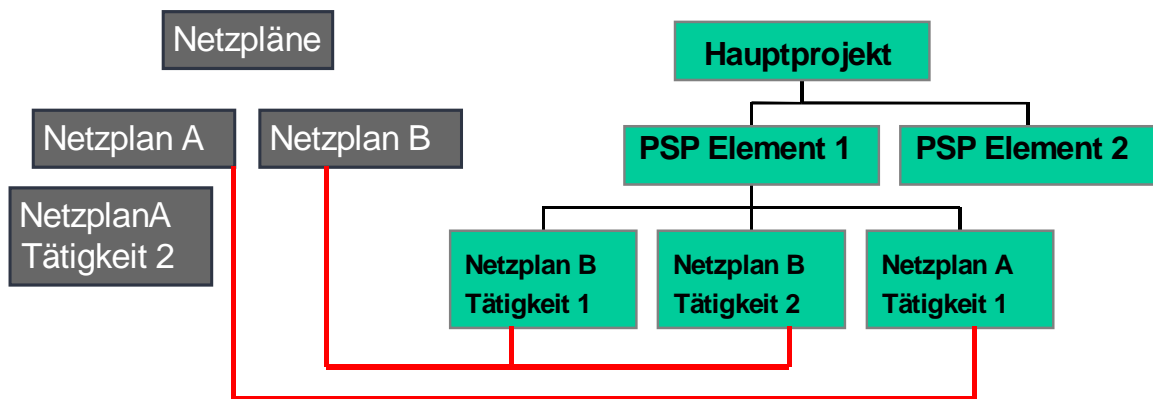 Netzpläne
Hauptprojekt
Netzplan A
Netzplan B
PSP Element 1
PSP Element 2
NetzplanA
Tätigkeit 2
Netzplan B
Tätigkeit 1
Netzplan B
Tätigkeit 2
Netzplan A
Tätigkeit 1